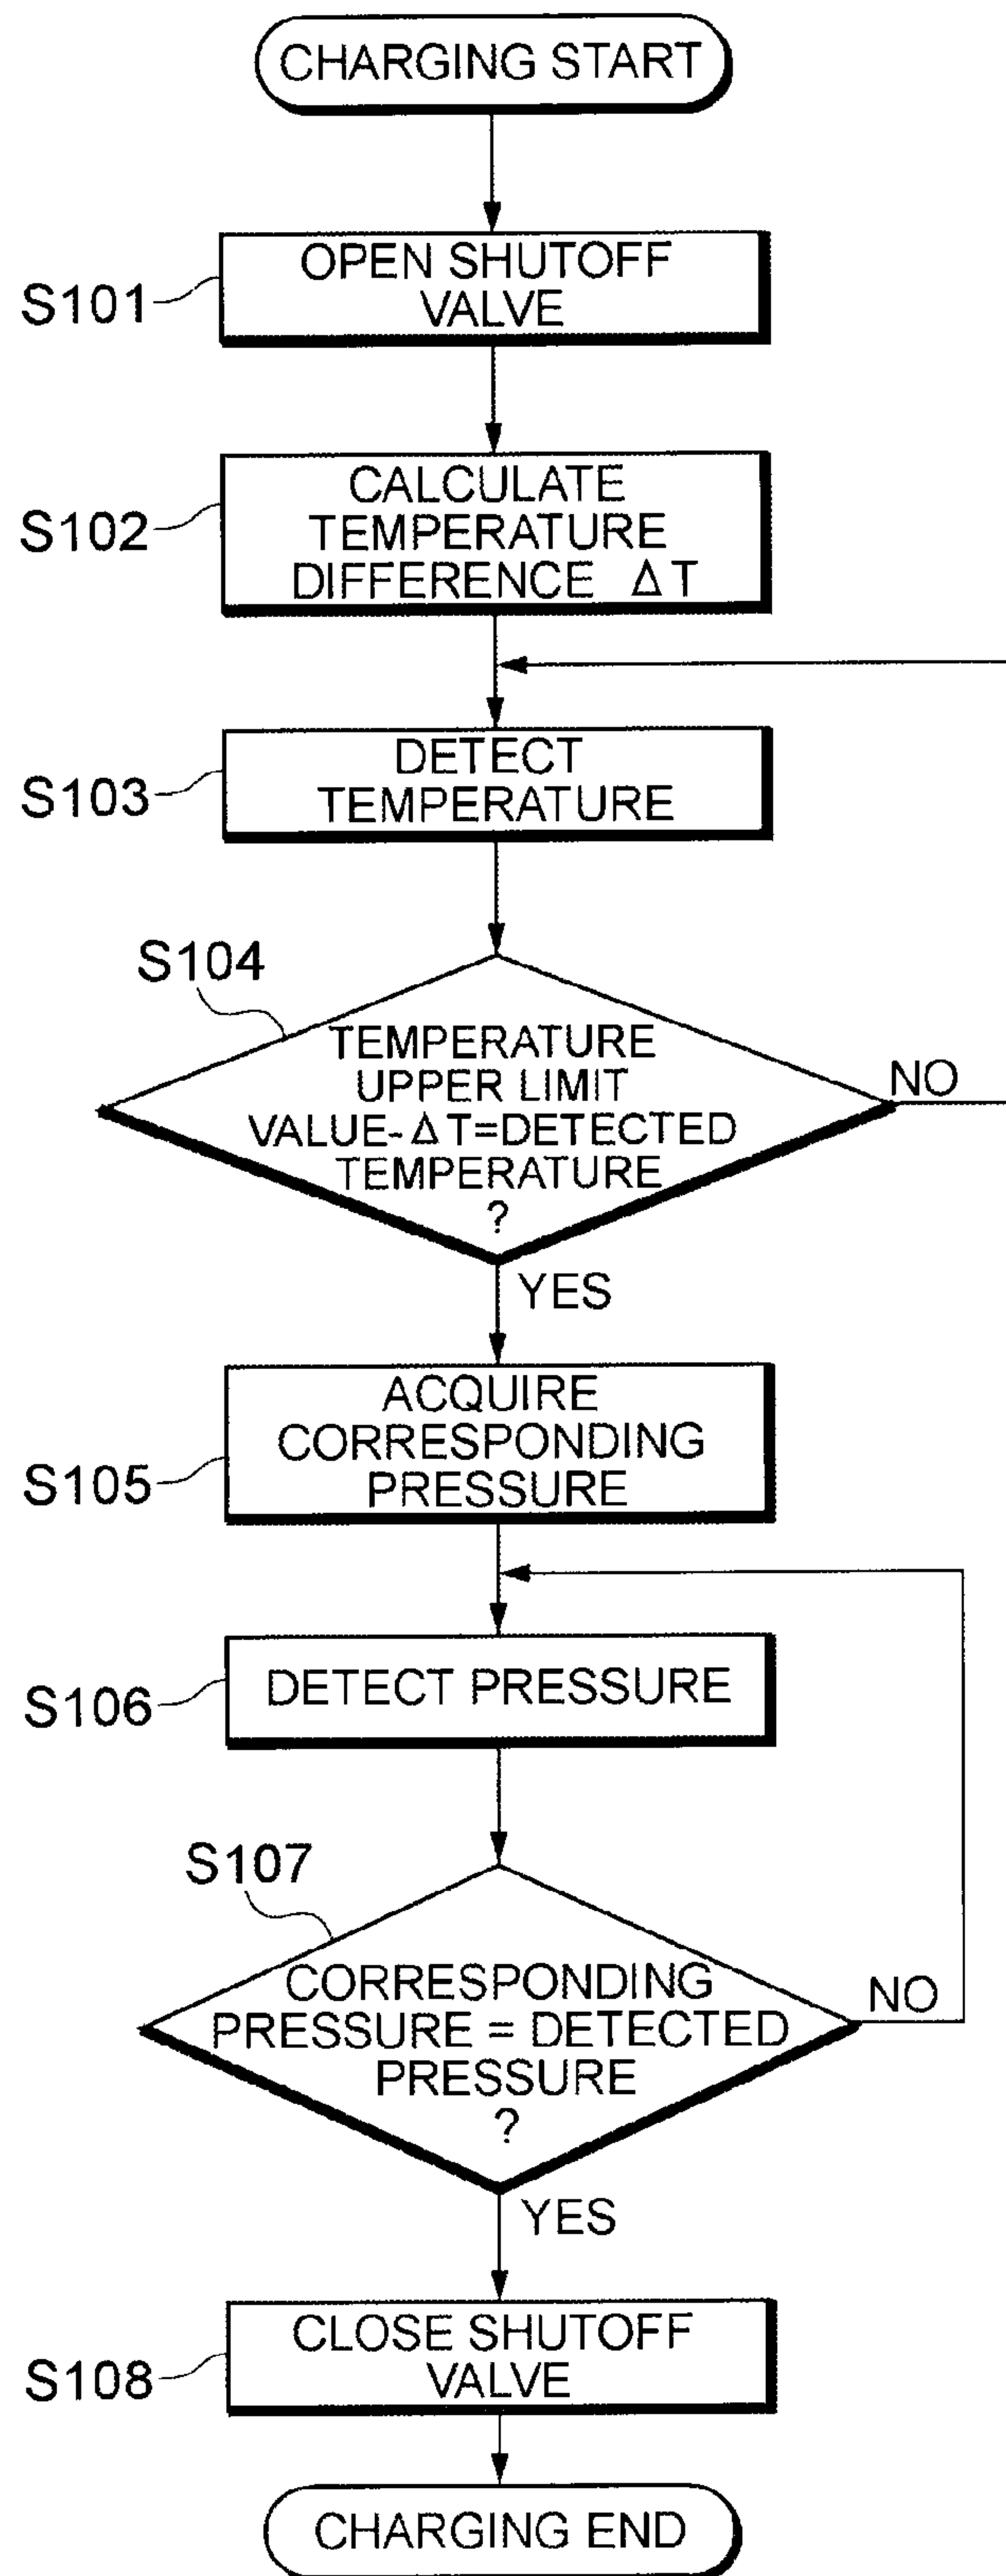 CHARGING START
S101
OPEN SHUTOFF
VALVE
S102
CALCULATE
TEMPERATURE
DIFFERENCE ΔT
S103
DETECT
TEMPERATURE
S104
TEMPERATURE
UPPER LIMIT
VALUE-ΔT=DETECTED
TEMPERATURE
?
NO
YES
S105
ACQUIRE
CORRESPONDING
PRESSURE
S106
DETECT PRESSURE
S107
CORRESPONDING
PRESSURE = DETECTED
PRESSURE
?
NO
YES
S108
CLOSE SHUTOFF
VALVE
CHARGING END